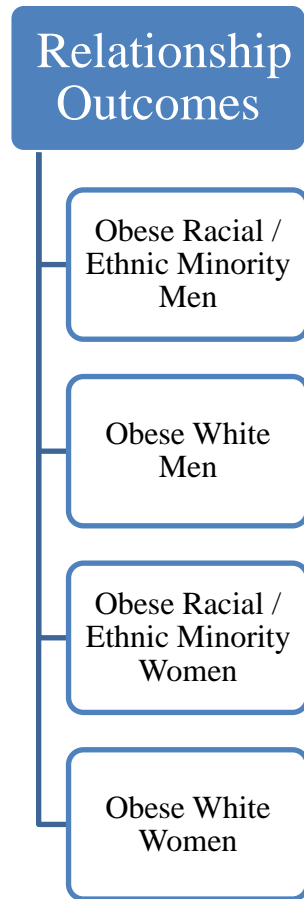 Relationship
Outcomes
Obese Racial /
Ethnic Minority
Men
Obese White
Men
Obese Racial /
Ethnic Minority
Women
Obese White
Women